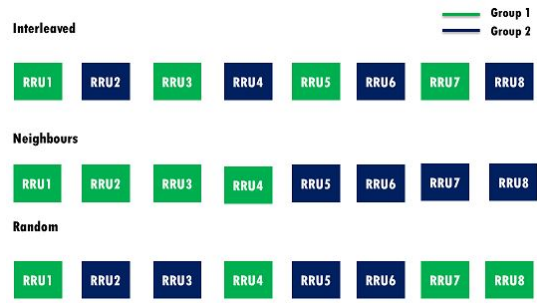 Group 1
Group 2
Interleaved
RRU1 RRU2 RRU3 RRU4 RRU5 RRU6 RRU7 RRU8
Neighbours
RRU1 RRU2 RRU3 RRU4 RRU5 RRU6 RRU7 RRU8
Random
RRU1 RRU2 RRU3 RRU4 RRU5 RRU6 RRU7 RRU8